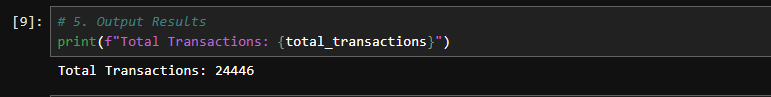 [9]:
# 5. Output Results
print(f"Total Transactions: {total_transactions}")
Total Transactions: 24446